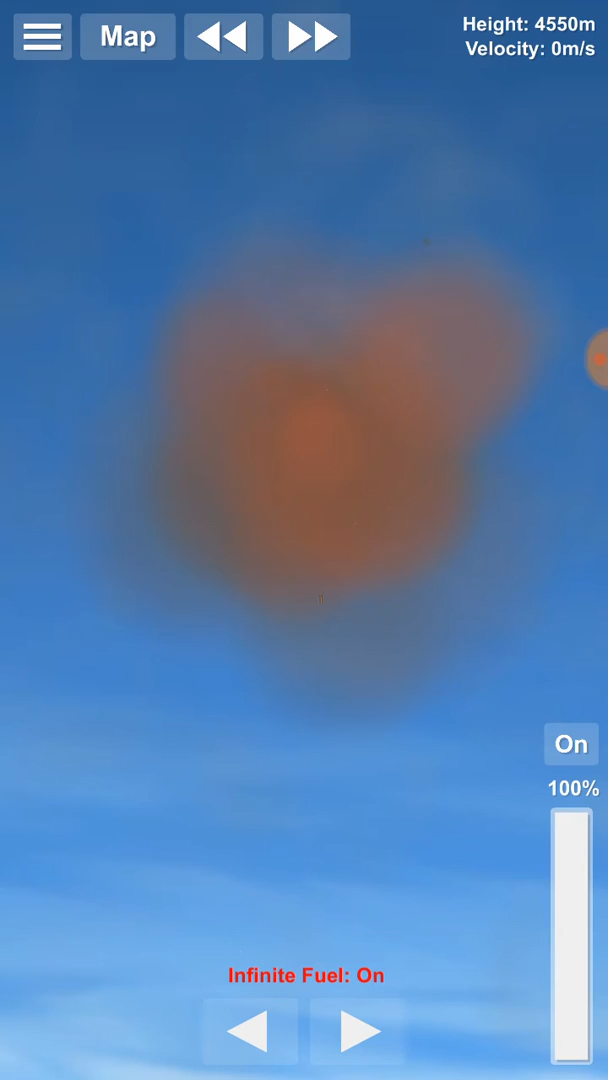 Map
Height: 4550m
Velocity: 0m/s
On
100%
Infinite Fuel: On